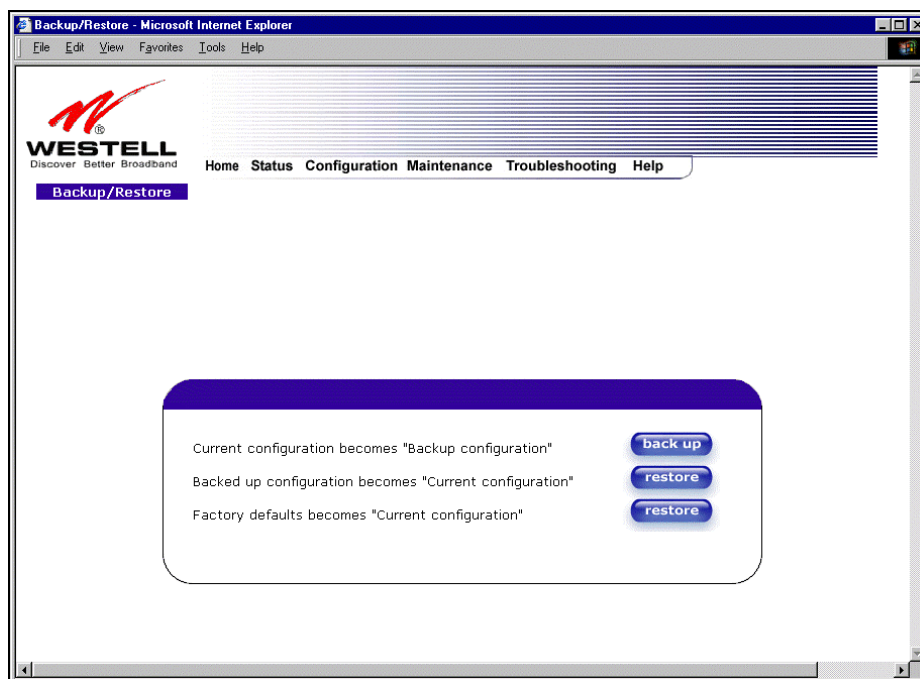 Backup/Restore - Microsoft Internet Explorer
File Edit View Favorites Tools Help
®
WESTELL
Discover Better Broadband
Home Status Configuration Maintenance Troubleshooting Help
Backup/Restore
Current configuration becomes "Backup configuration" back up
Backed up configuration becomes "Current configuration" restore
Factory defaults becomes "Current configuration" restore